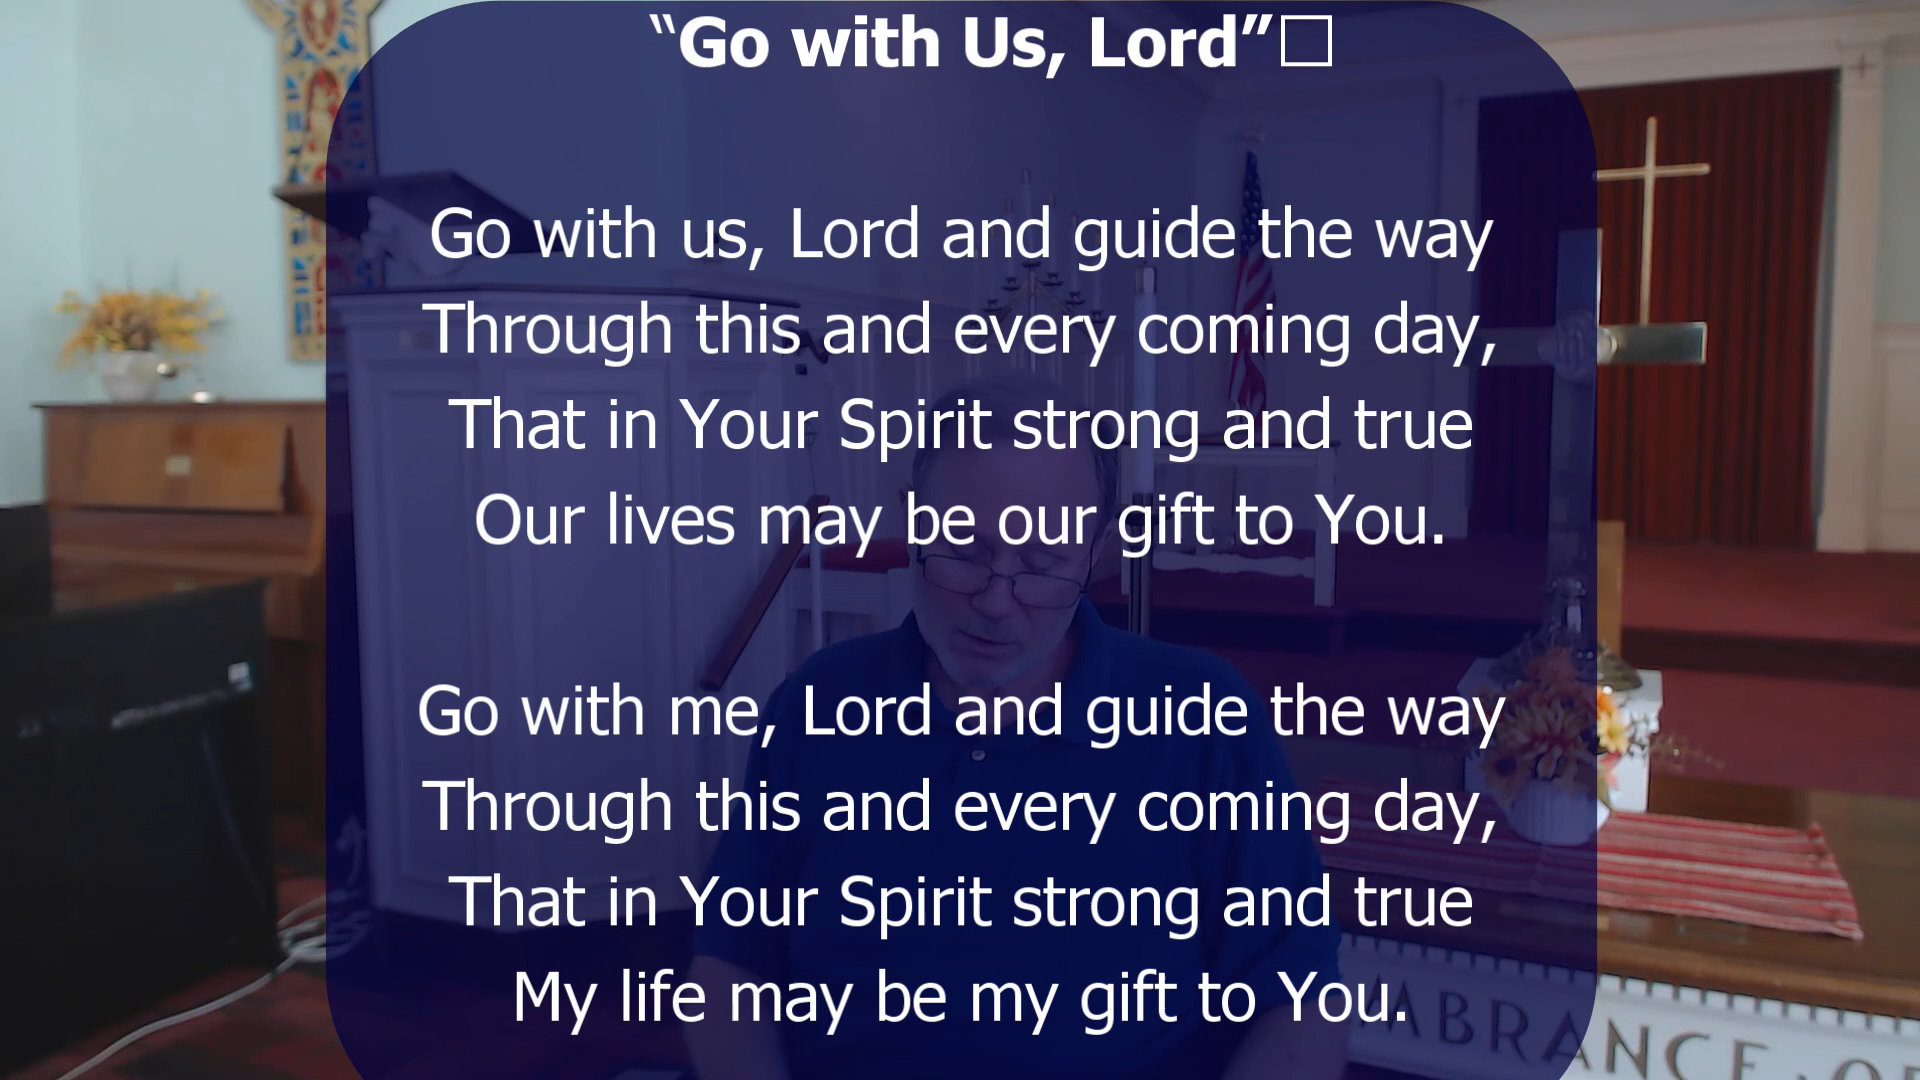 “Go with Us, Lord”□
Go with us, Lord and guide the way
Through this and every coming day,
That in Your Spirit strong and true
Our lives may be our gift to You.
Go with me, Lord and guide the way
Through this and every coming day,
That in Your Spirit strong and true
My life may be my gift to You.
MBRANCE · OF